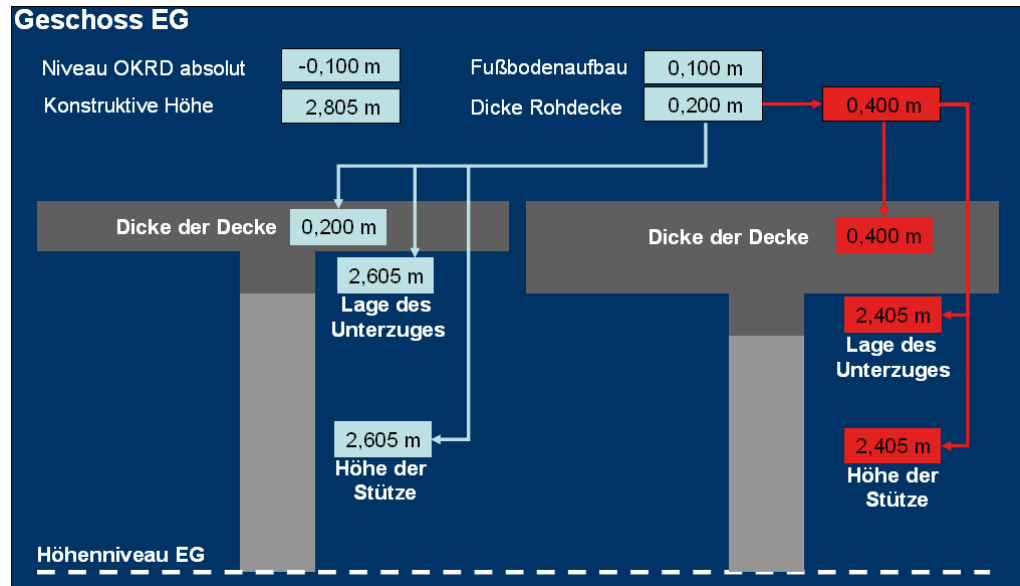 Geschoss EG
Niveau OKRD absolut -0,100 m Fußbodenaufbau 0,100 m
Konstruktive Höhe 2,805 m Dicke Rohdecke 0,200 m 0,400 m
Dicke der Decke 0,200 m
Dicke der Decke 0,400 m
2,605 m
Lage des
Unterzuges
2,405 m
Lage des
Unterzuges
2,605 m
Höhe der
Stütze
2,405 m
Höhe der
Stütze
Höhenniveau EG